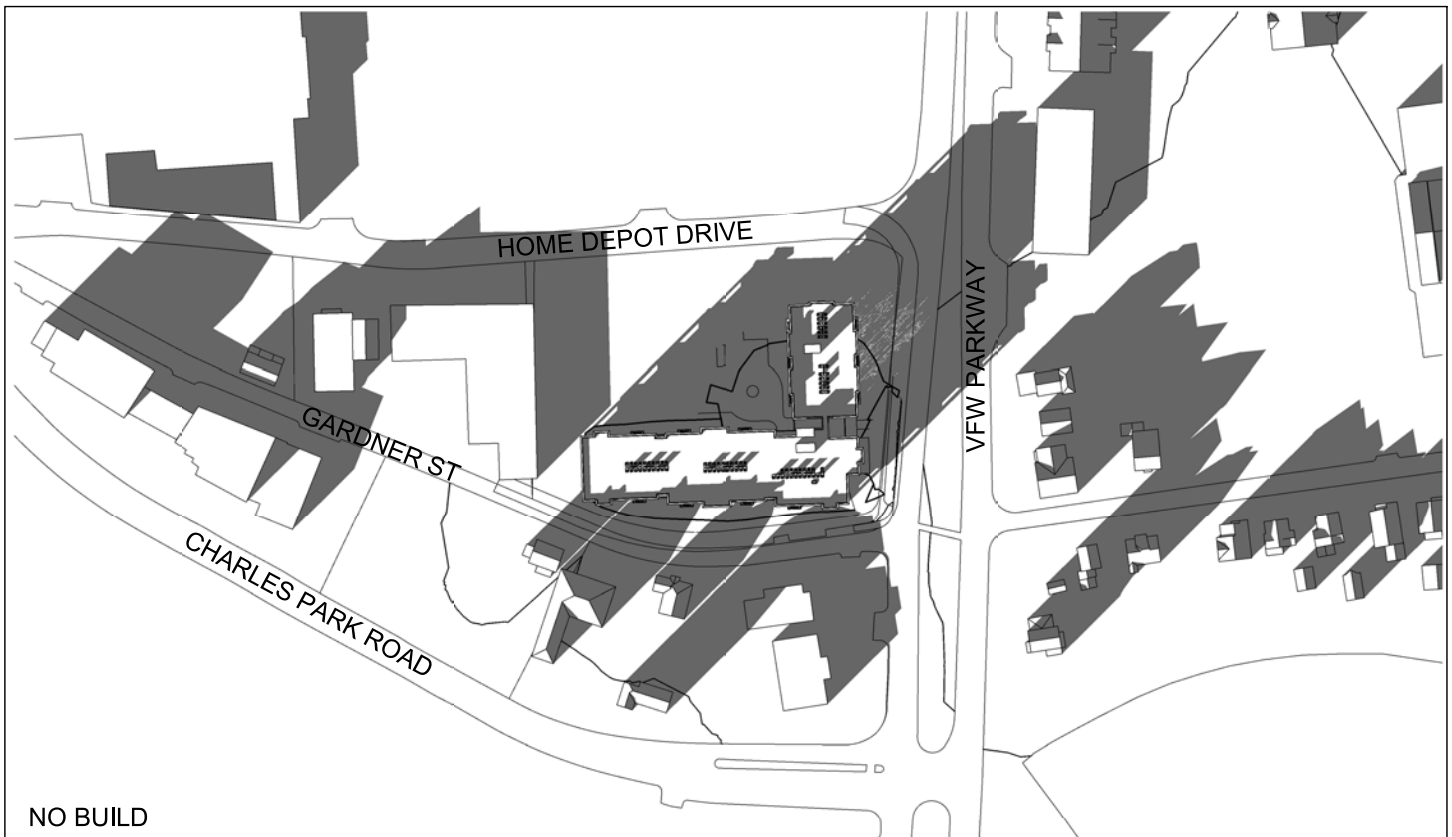 HOME DEPOT DRIVE
VFW PARKWAY
GARDNER ST
CHARLES PARK ROAD
NO BUILD